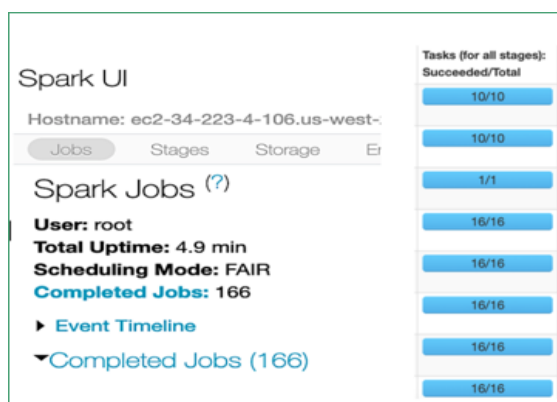 Spark UI
Hostname: ec2-34-223-4-106.us-west-
Jobs Stages Storage
Spark Jobs (?)
User: root
Total Uptime: 4.9 min
Scheduling Mode: FAIR
Completed Jobs: 166
Event Timeline
Completed Jobs (166)
Tasks (for all stages):
Succeeded/Total
10/10
10/10
1/1
16/16
16/16
16/16
16/16
16/16